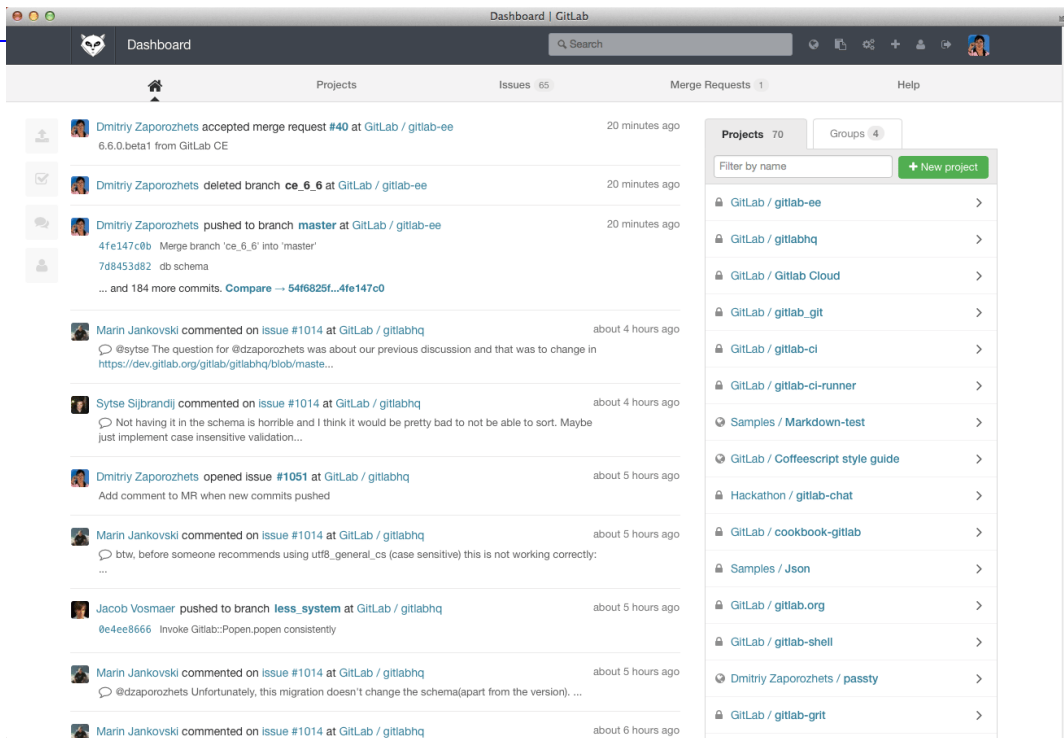 Dashboard | GitLab
Dashboard
Search
Projects
Issues 65
Merge Requests 1
Help
Dmitriy Zaporozhets accepted merge request #40 at GitLab / gitlab-ee
20 minutes ago
6.6.0.beta1 from GitLab CE
Dmitriy Zaporozhets deleted branch ce_6_6 at GitLab / gitlab-ee
20 minutes ago
Dmitriy Zaporozhets pushed to branch master at GitLab / gitlab-ee
20 minutes ago
4fe147c0b Merge branch 'ce_6_6' into 'master'
7d8453d82 db schema
... and 184 more commits. Compare → 54f6825f...4fe147c0
Marin Jankovski commented on issue #1014 at GitLab / gitlabhq
about 4 hours ago
@sytse The question for @dzaporozhets was about our previous discussion and that was to change in
https://dev.gitlab.org/gitlab/gitlabhq/blob/maste...
Sytse Sijbrandij commented on issue #1014 at GitLab / gitlabhq
about 4 hours ago
Not having it in the schema is horrible and I think it would be pretty bad to not be able to sort. Maybe
just implement case insensitive validation...
Dmitriy Zaporozhets opened issue #1051 at GitLab / gitlabhq
about 5 hours ago
Add comment to MR when new commits pushed
Marin Jankovski commented on issue #1014 at GitLab / gitlabhq
about 5 hours ago
btw, before someone recommends using utf8_general_cs (case sensitive) this is not working correctly:
...
Jacob Vosmaer pushed to branch less_system at GitLab / gitlabhq
about 5 hours ago
0e4ee8666 Invoke Gitlab::Popen.popen consistently
Marin Jankovski commented on issue #1014 at GitLab / gitlabhq
about 5 hours ago
@dzaporozhets Unfortunately, this migration doesn't change the schema(apart from the version). ...
Marin Jankovski commented on issue #1014 at GitLab / gitlabhq
about 6 hours ago
Projects 70
Groups 4
Filter by name
+ New project
GitLab / gitlab-ee
GitLab / gitlabhq
GitLab / Gitlab Cloud
GitLab / gitlab_git
GitLab / gitlab-ci
GitLab / gitlab-ci-runner
Samples / Markdown-test
GitLab / Coffeescript style guide
Hackathon / gitlab-chat
GitLab / cookbook-gitlab
Samples / Json
GitLab / gitlab.org
GitLab / gitlab-shell
Dmitriy Zaporozhets / passty
GitLab / gitlab-grit